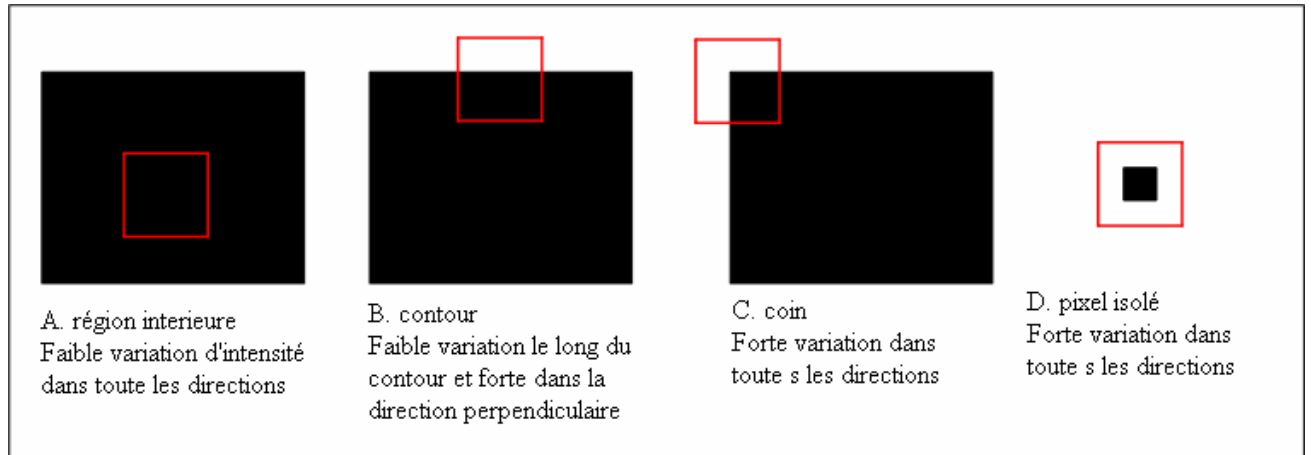 A. région interieure
Faible variation d'intensité
dans toute les directions
B. contour
Faible variation le long du
contour et forte dans la
direction perpendiculaire
C. coin
Forte variation dans
toute s les directions
D. pixel isolé
Forte variation dans
toute s les directions